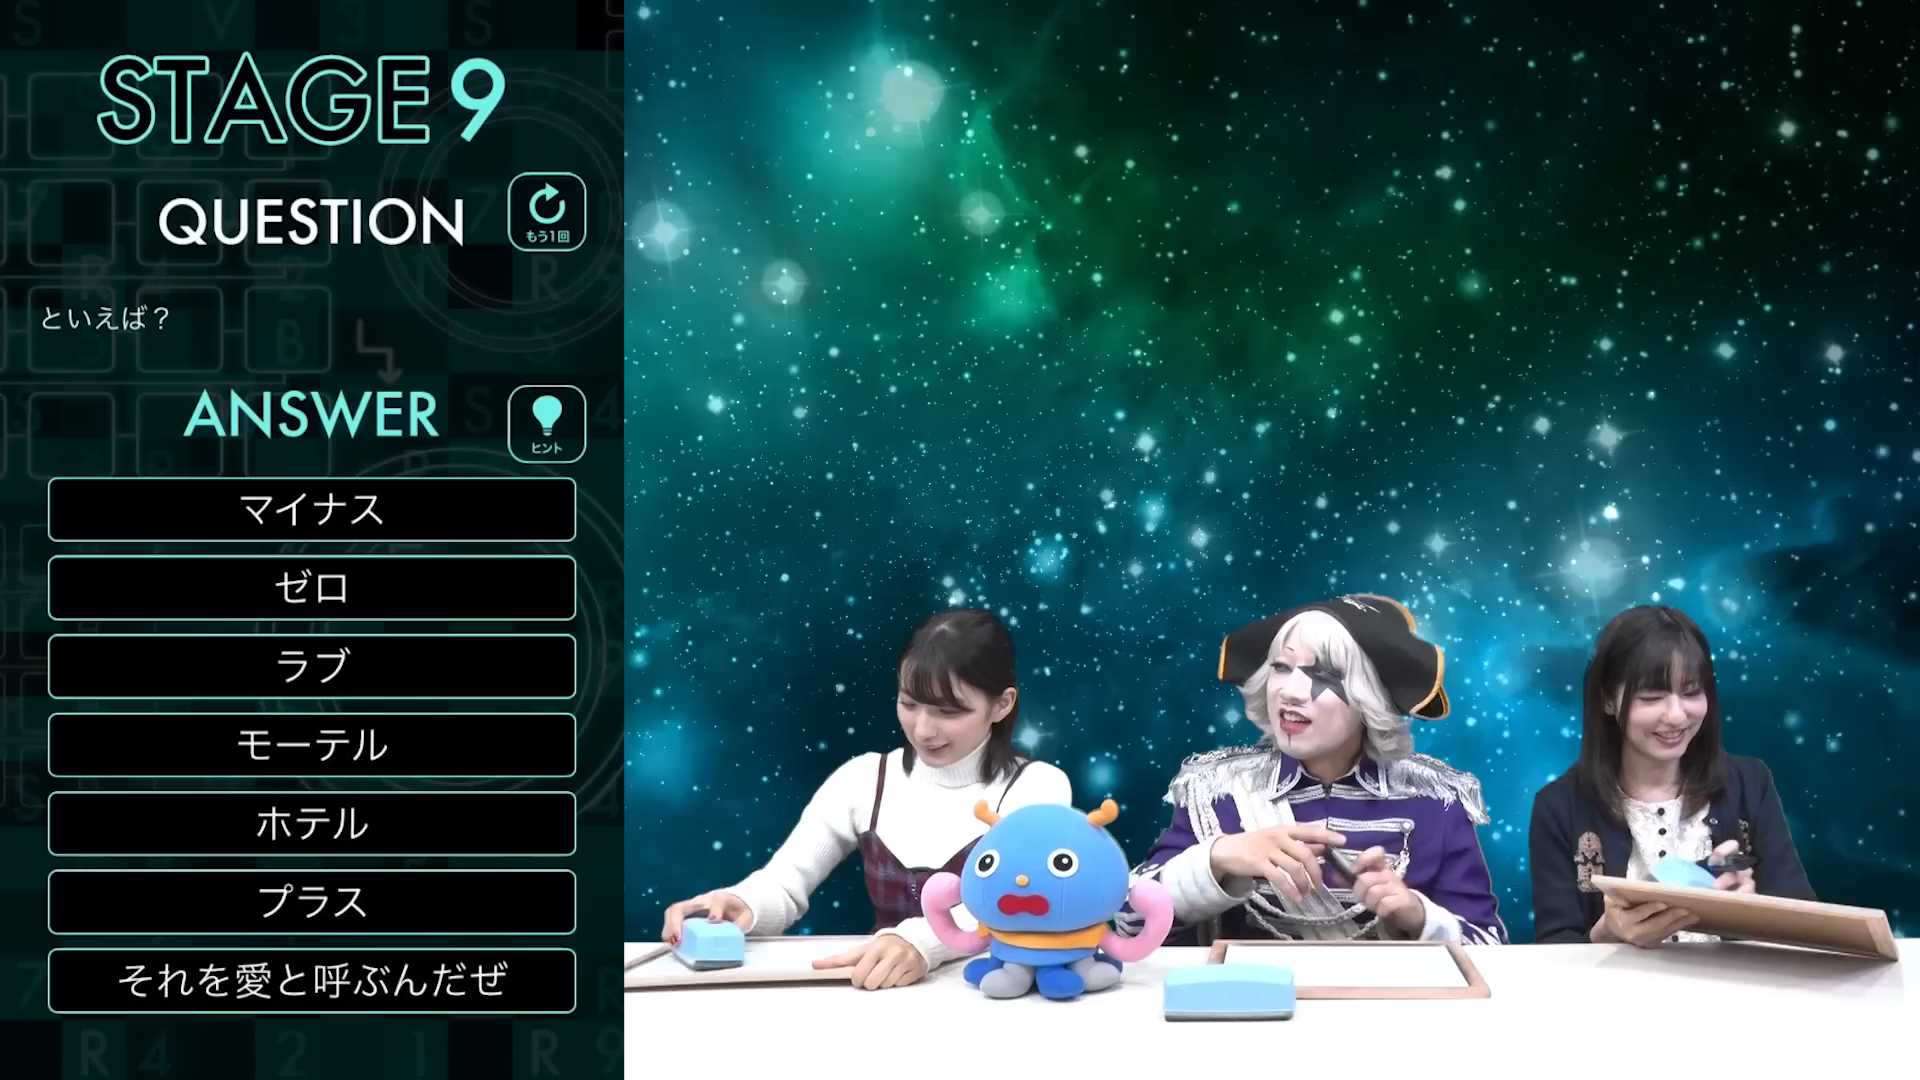 STAGE 9
QUESTION
もう1回
といえば？
ANSWER
ヒント
マイナス
ゼロ
ラブ
モーテル
ホテル
プラス
それを愛と呼ぶんだぜ